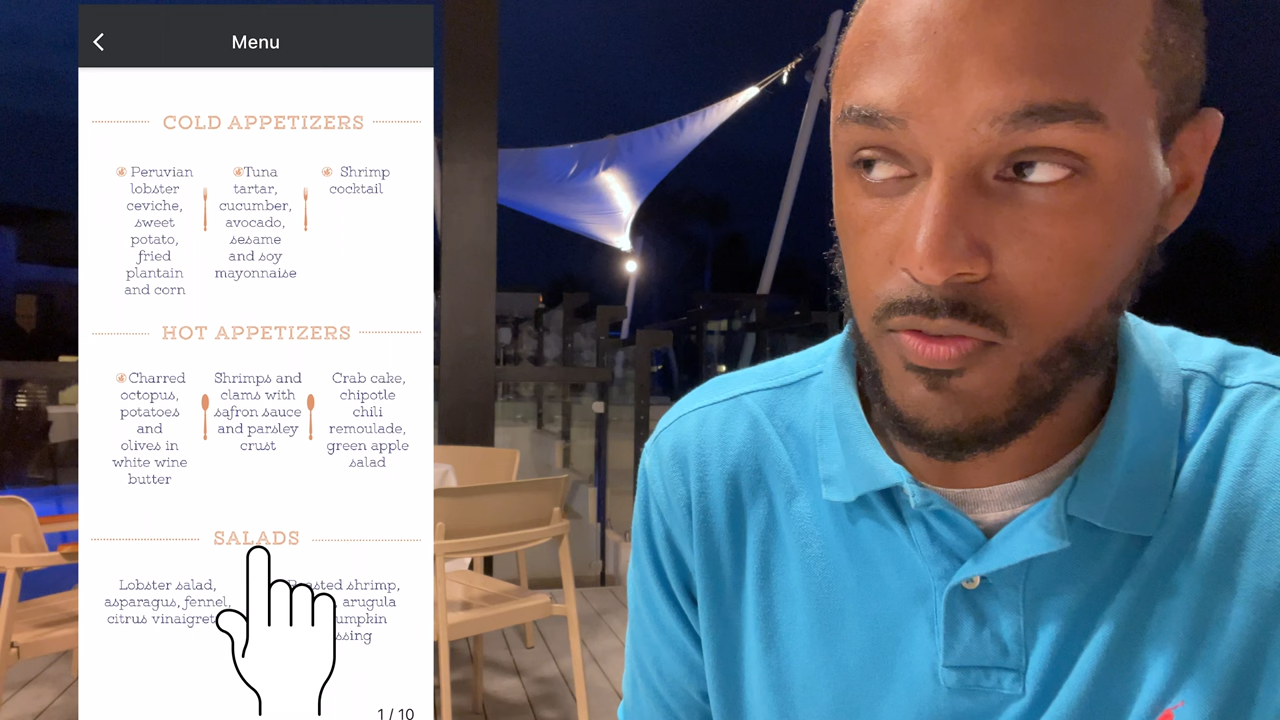 Menu
COLD APPETIZERS
Peruvian
lobster
ceviche,
sweet
potato,
fried
plantain
and corn
Tuna
tartar,
cucumber,
avocado,
sesame
and soy
mayonnaise
Shrimp
cocktail
HOT APPETIZERS
Charred
octopus,
potatoes
and
olives in
white wine
butter
Shrimps and
clams with
safron sauce
and parsley
crust
Crab cake,
chipotle
chili
remoulade,
green apple
salad
SALADS
Lobster salad,
asparagus, fennel,
citrus
shrimp,
arugula
1 / 10